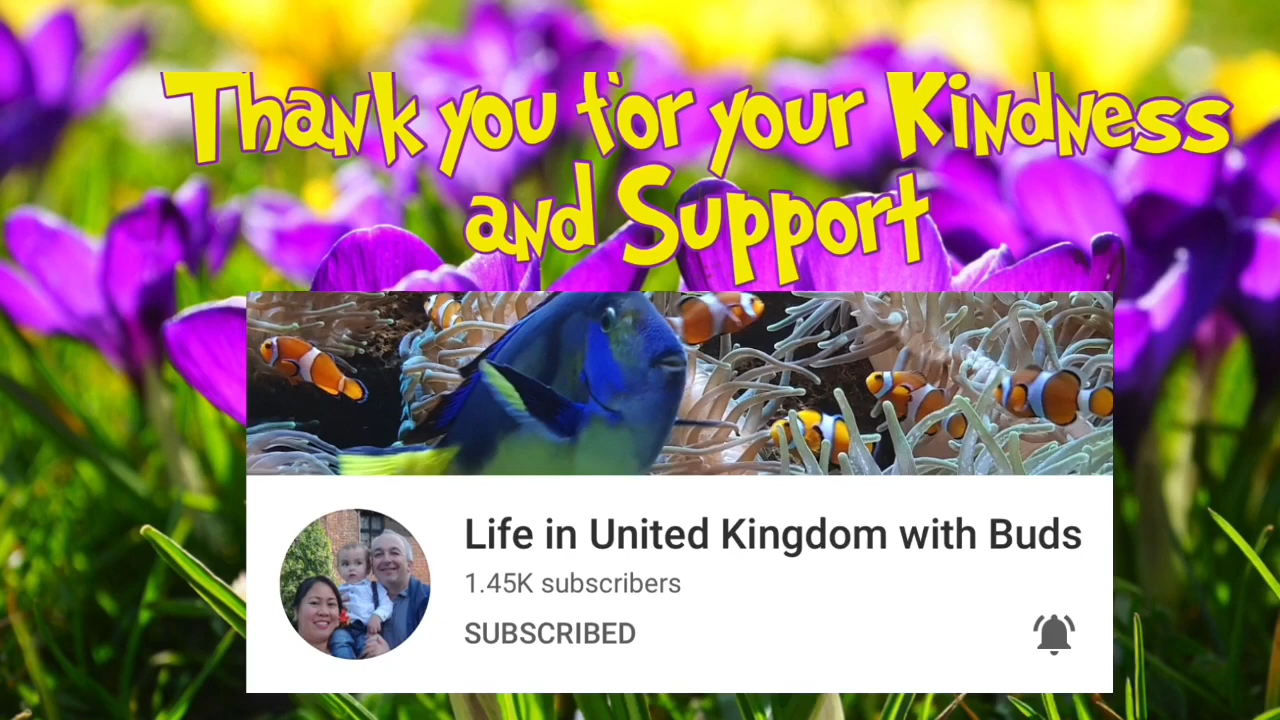 Thank you for your Kindness
and Support
Life in United Kingdom with Buds
1.45K subscribers
SUBSCRIBED